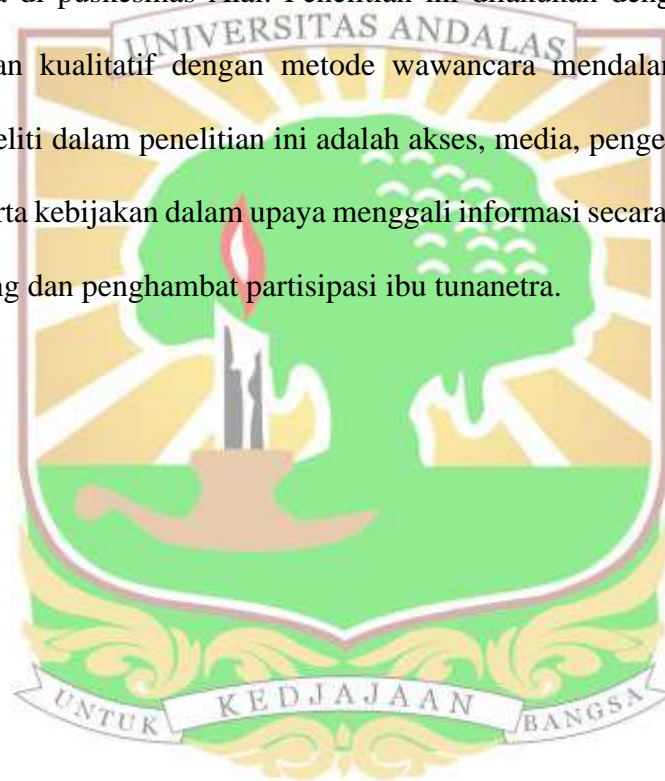 a di puskesmas Alai. Penelitian ini dilakukan deng
UNIVERSITAS ANDALAS
an kualitatif dengan metode wawancara mendalam
eliti dalam penelitian ini adalah akses, media, penge
rta kebijakan dalam upaya menggali informasi secara
ng dan penghambat partisipasi ibu tunanetra.
UNTUK KEDJAJAAN BANGSA